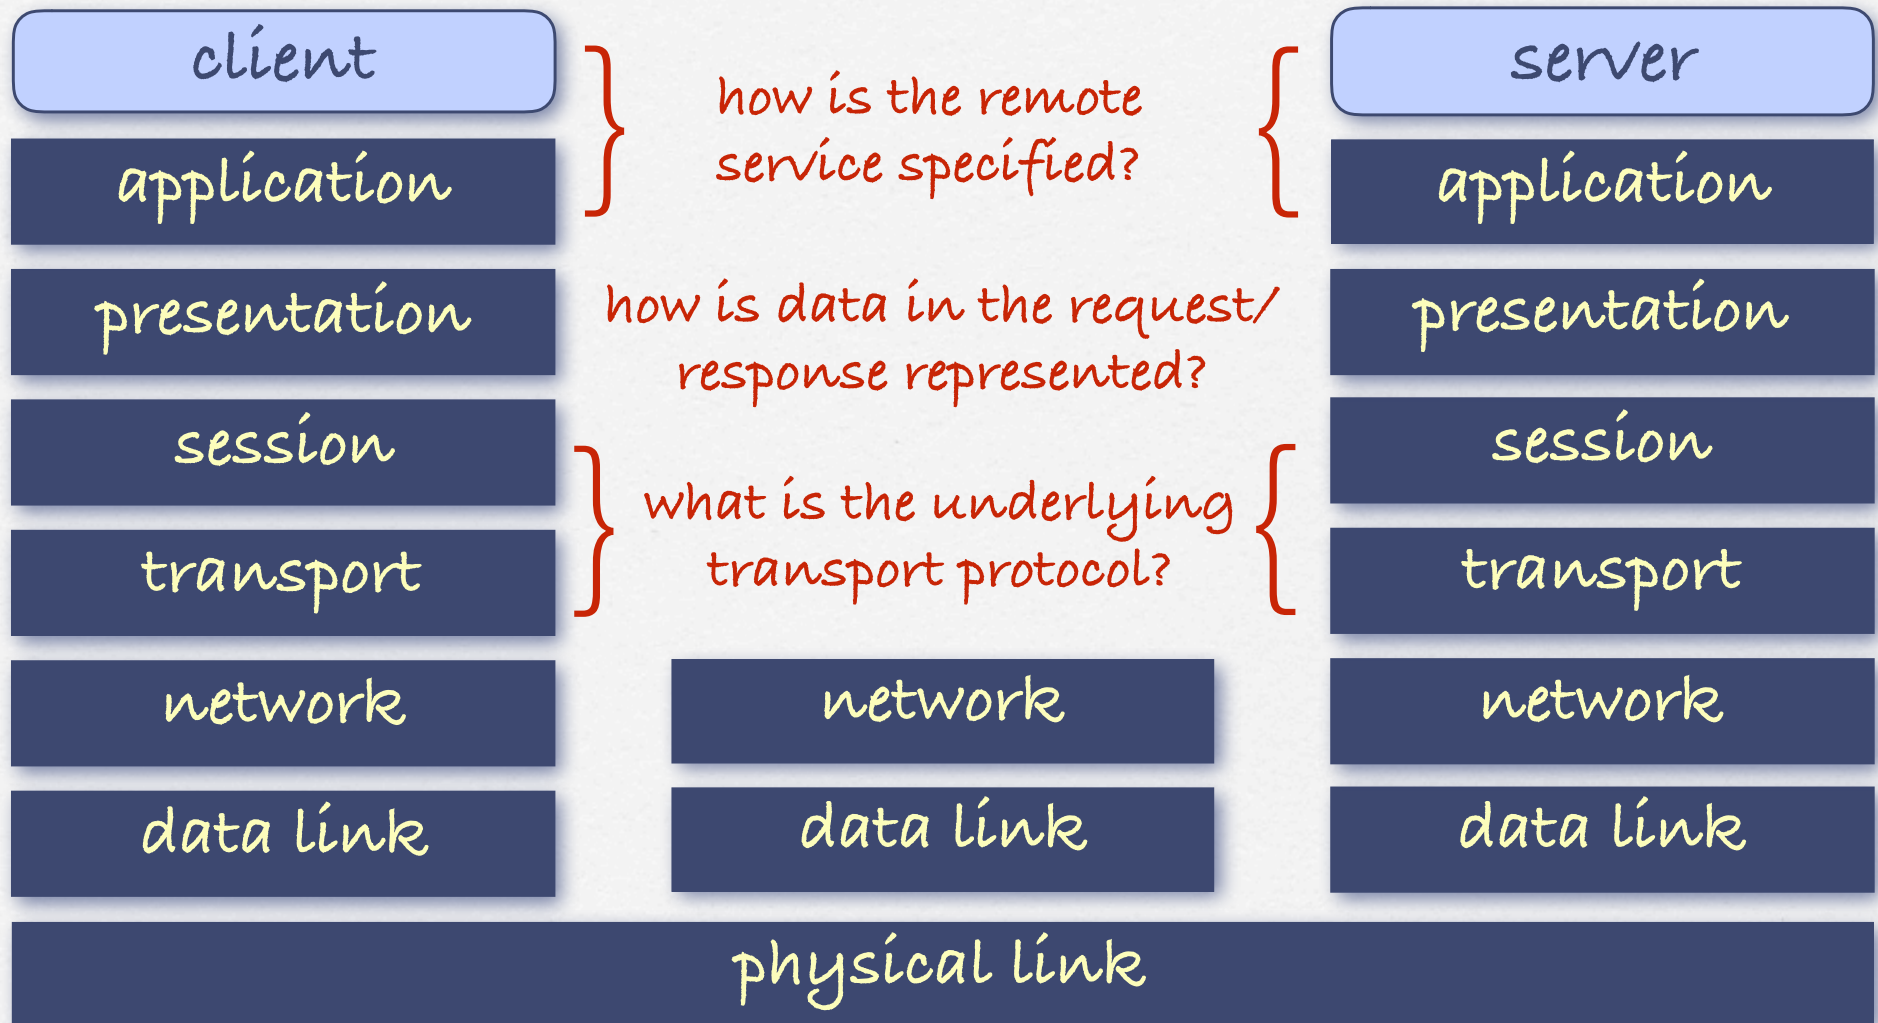 client
application
presentation
session
transport
network
data link
how is the remote
service specified?
how is data in the request/
response represented?
what is the underlying
transport protocol?
network
data link
server
application
presentation
session
transport
network
data link
physical link